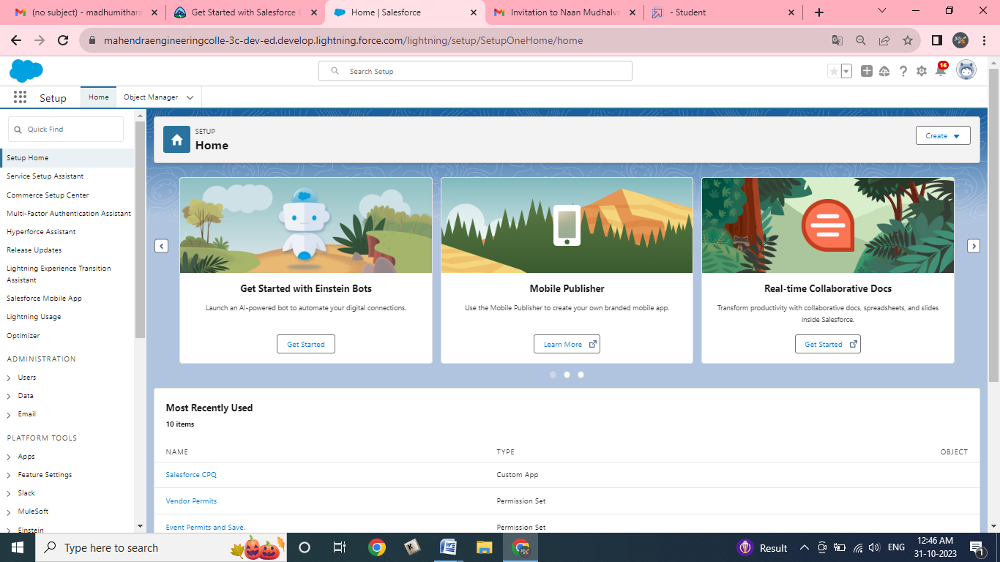 (no subject) - madhumithara
Get Started with Salesforce C
Home | Salesforce
Invitation to Naan Mudhalva
- Student
mahendraengineeringcolle-3c-dev-ed.develop.lightning.force.com/lightning/setup/SetupOneHome/home
Search Setup
16
Setup
Home
Object Manager
Quick Find
Setup Home
Service Setup Assistant
Commerce Setup Center
Multi-Factor Authentication Assistant
Hyperforce Assistant
Release Updates
Lightning Experience Transition
Assistant
Salesforce Mobile App
Lightning Usage
Optimizer
ADMINISTRATION
Users
Data
Email
PLATFORM TOOLS
Apps
Feature Settings
Slack
MuleSoft
Einstein
SETUP
Home
Create
Get Started with Einstein Bots
Launch an AI-powered bot to automate your digital connections.
Get Started
Mobile Publisher
Use the Mobile Publisher to create your own branded mobile app.
Learn More
Real-time Collaborative Docs
Transform productivity with collaborative docs, spreadsheets, and slides
inside Salesforce.
Get Started
Most Recently Used
10 items
NAME TYPE OBJECT
Salesforce CPQ Custom App
Vendor Permits Permission Set
Event Permits and Save. Permission Set
Type here to search
Result
ENG
12:46 AM
31-10-2023
1